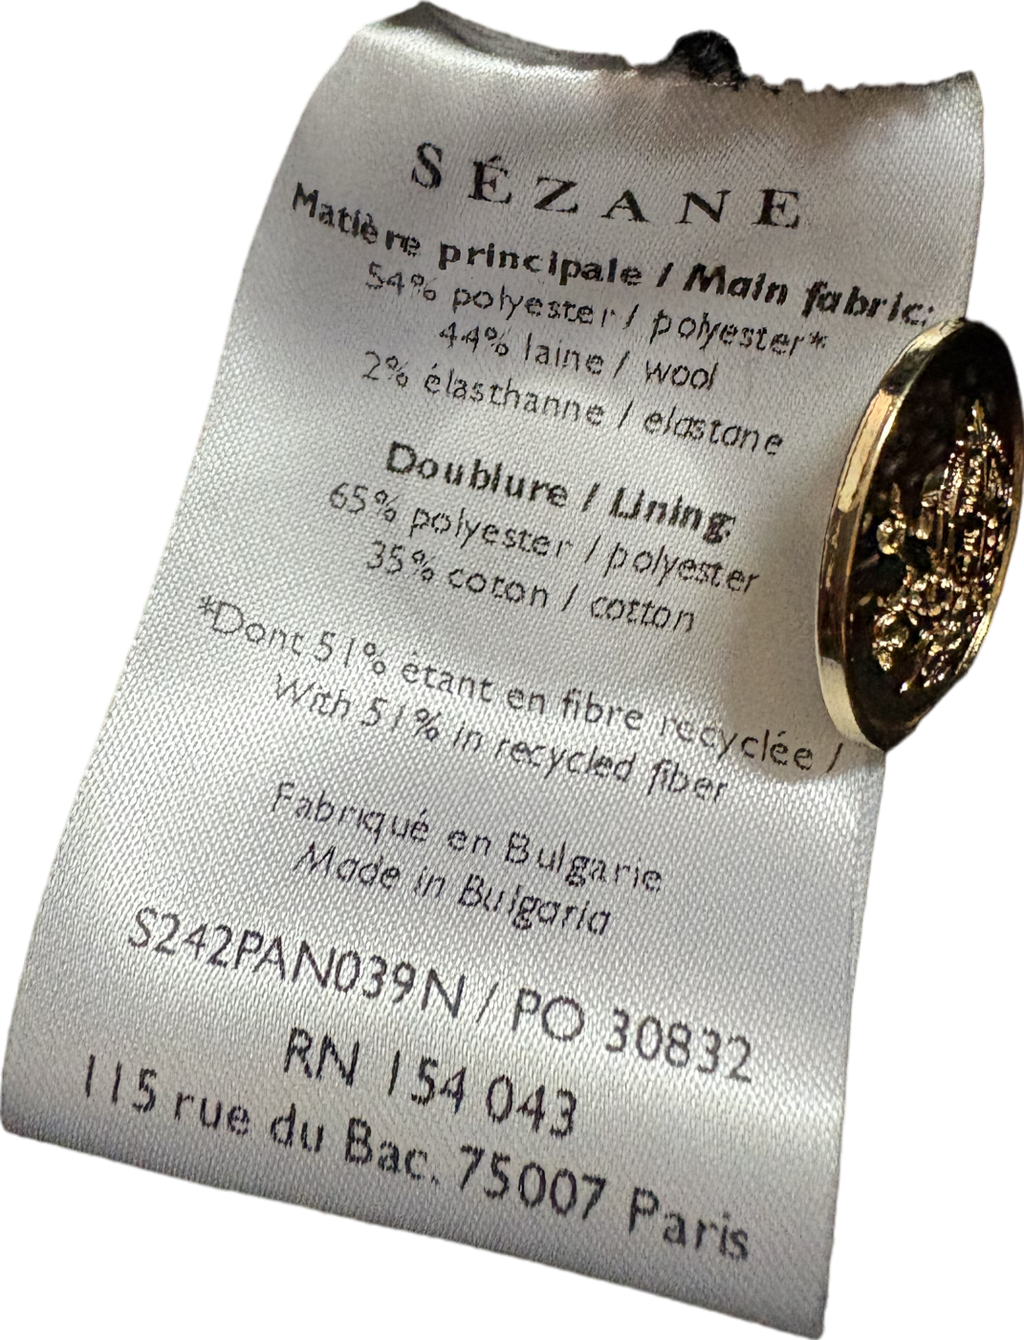 SÉZANE
Matière principale / Main fabric:
54% polyester / polyester*
44% laine / wool
2% élasthanne / elastane
Doublure / Lining:
65% polyester / polyester
35% coton / cotton
*Dont 51% étant en fibre recyclée /
With 51% in recycled fiber
Fabriqué en Bulgarie
Made in Bulgaria
S242PAN039N / PO 30832
RN 154 043
115 rue du Bac. 75007 Paris